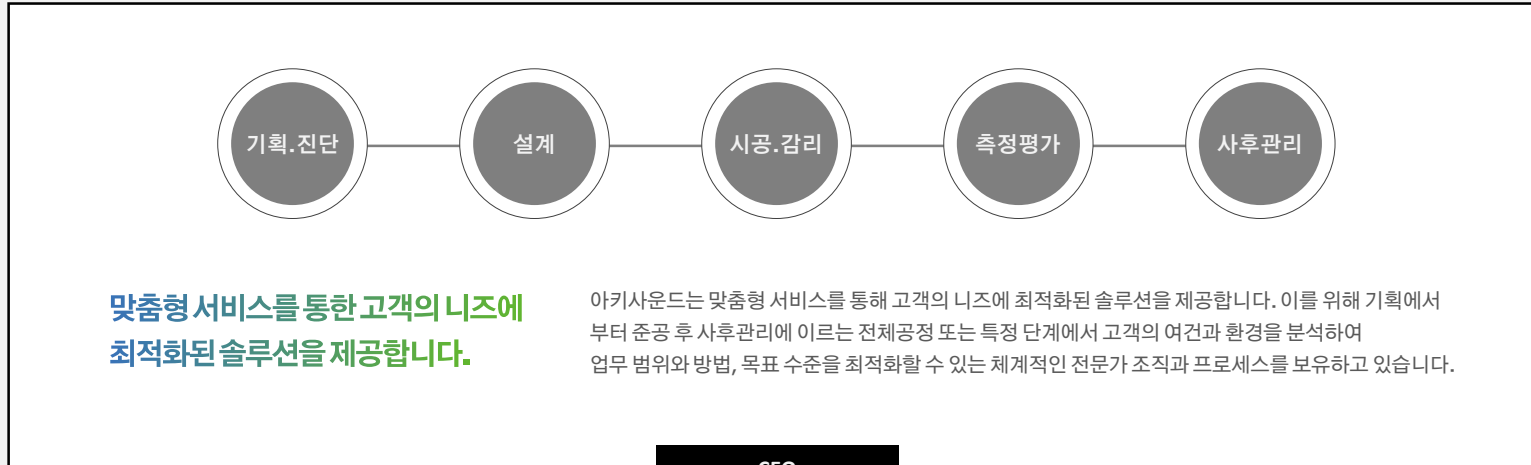 기획.진단
설계
시공.감리
측정평가
사후관리
맞춤형 서비스를 통한 고객의 니즈에
최적화된 솔루션을 제공합니다.
아키사운드는 맞춤형 서비스를 통해 고객의 니즈에 최적화된 솔루션을 제공합니다. 이를 위해 기획에서
부터 준공 후 사후관리에 이르는 전체공정 또는 특정 단계에서 고객의 여건과 환경을 분석하여
업무 범위와 방법, 목표 수준을 최적화할 수 있는 체계적인 전문가 조직과 프로세스를 보유하고 있습니다.